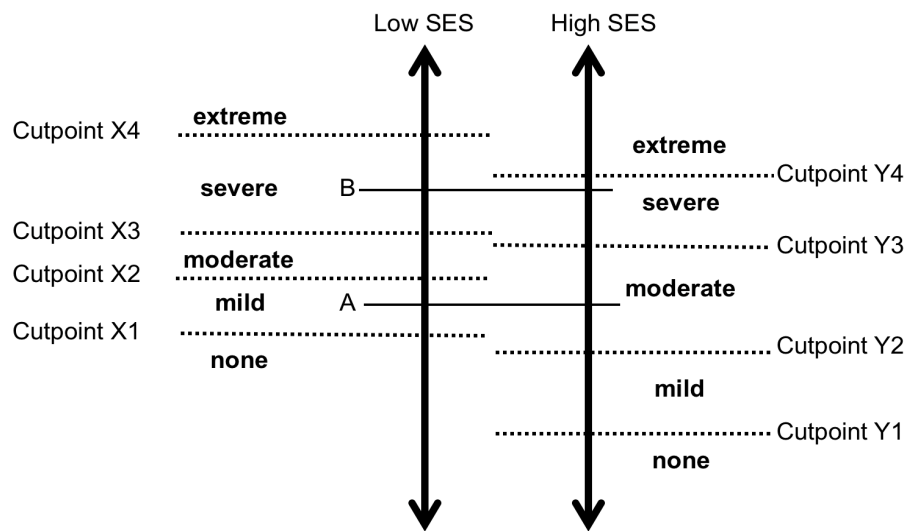 Low SES
High SES
extreme
Cutpoint X4
extreme
Cutpoint Y4
severe
B
severe
Cutpoint X3
Cutpoint Y3
moderate
Cutpoint X2
moderate
mild
A
Cutpoint X1
Cutpoint Y2
none
mild
Cutpoint Y1
none